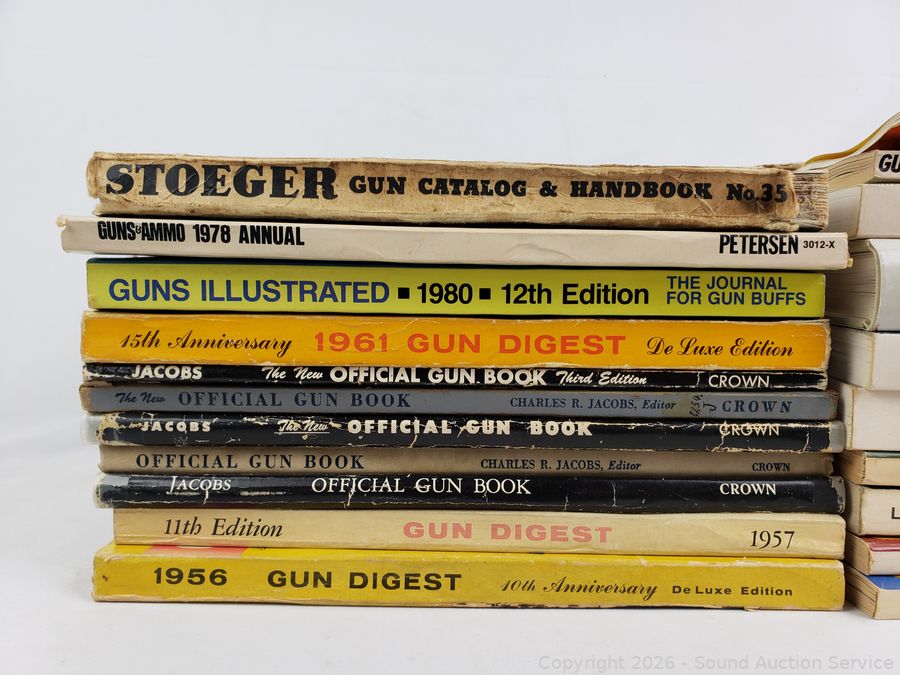 STOEGER GUN CATALOG & HANDBOOK No. 35
GUNS & AMMO 1978 ANNUAL PETERSEN 3012-X
GUNS ILLUSTRATED ■ 1980 ■ 12th Edition THE JOURNAL
FOR GUN BUFFS
15th Anniversary 1961 GUN DIGEST De Luxe Edition
JACOBS The New OFFICIAL GUN BOOK Third Edition CROWN
The New OFFICIAL GUN BOOK CHARLES R. JACOBS, Editor CROWN
JACOBS The New OFFICIAL GUN BOOK CROWN
OFFICIAL GUN BOOK CHARLES R. JACOBS, Editor CROWN
JACOBS OFFICIAL GUN BOOK CROWN
11th Edition GUN DIGEST 1957
1956 GUN DIGEST 10th Anniversary De Luxe Edition
GU
L
Copyright 2026 - Sound Auction Service